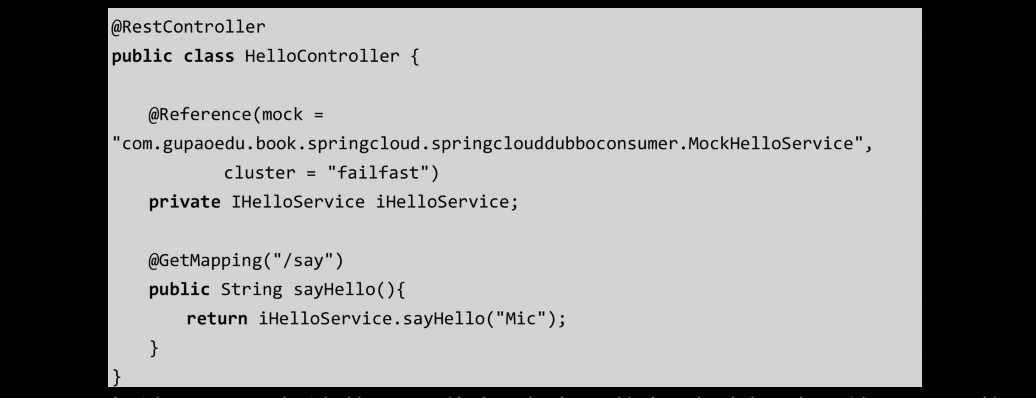 @RestController
public class HelloController {
@Reference(mock =
"com.gupaoedu.book.springcloud.springclouddubboconsumer.MockHelloService",
cluster = "failfast")
private IHelloService iHelloService;
@GetMapping("/say")
public String sayHello(){
return iHelloService.sayHello("Mic");
}
}